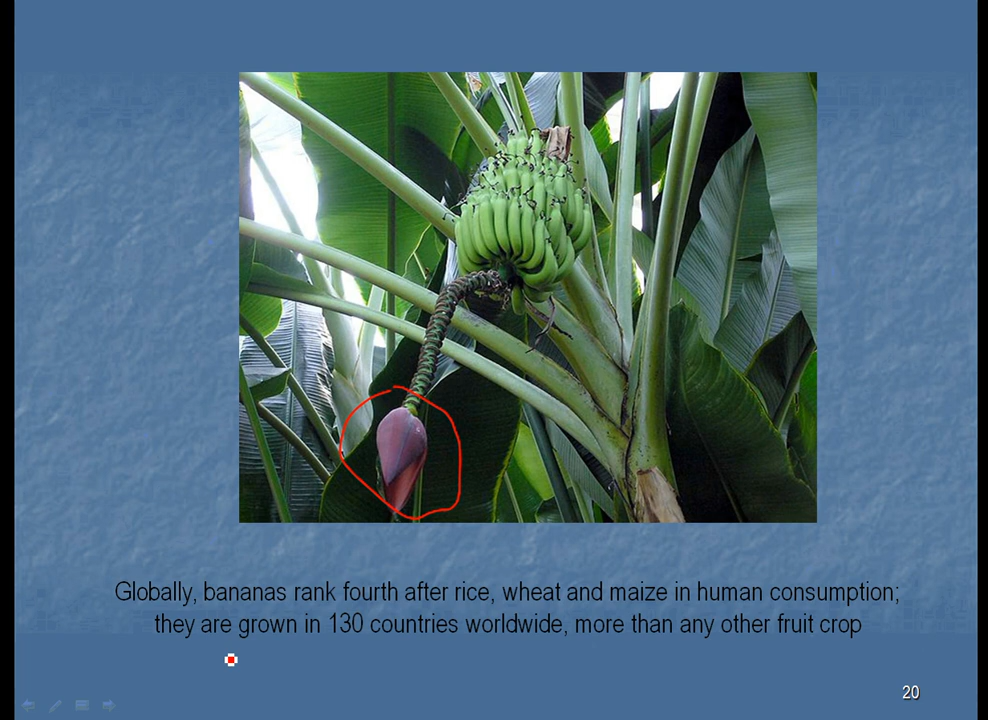 Globally, bananas rank fourth after rice, wheat and maize in human consumption;
they are grown in 130 countries worldwide, more than any other fruit crop
20